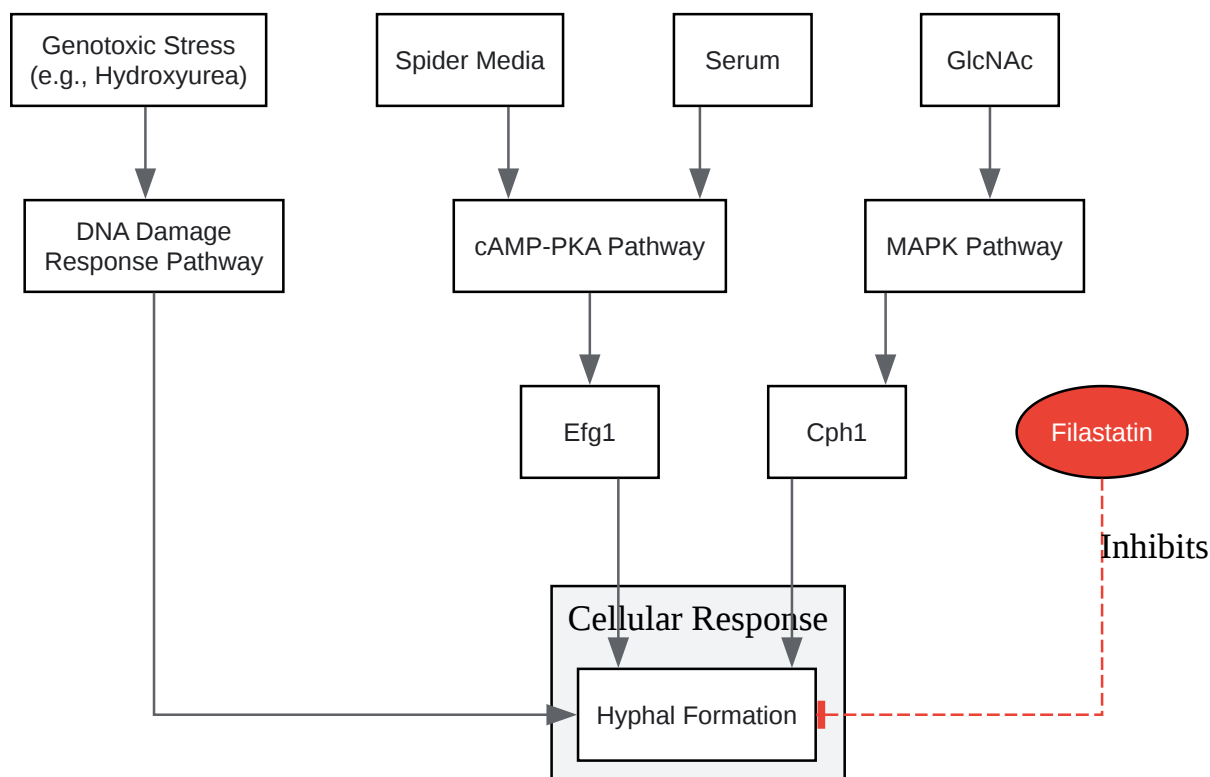 Genotoxic Stress
(e.g., Hydroxyurea)
Spider Media
Serum
GlcNAc
DNA Damage
Response Pathway
cAMP-PKA Pathway
MAPK Pathway
Efg1
Cph1
Filastatin
Inhibits
Cellular Response
Hyphal Formation